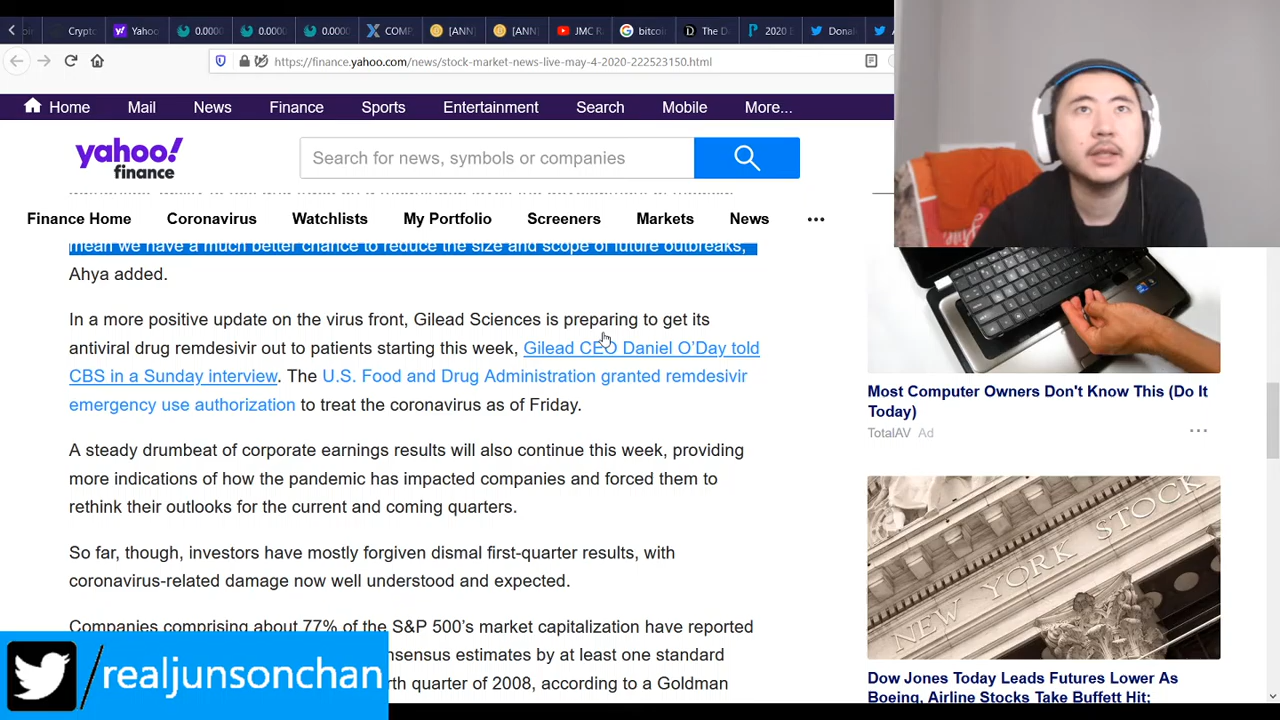 Crypto
Yahoo
0.0000
0.0000
0.0000
COMP
[ANN]
[ANN]
JMC R
bitcoi
The D
2020 E
Donal
https://finance.yahoo.com/news/stock-market-news-live-may-4-2020-222523150.html
Home Mail News Finance Sports Entertainment Search Mobile More...
yahoo!
finance
Search for news, symbols or companies
Finance Home Coronavirus Watchlists My Portfolio Screeners Markets News
mean we have a much better chance to reduce the size and scope of future outbreaks,"
Ahya added.
In a more positive update on the virus front, Gilead Sciences is preparing to get its
antiviral drug remdesivir out to patients starting this week, Gilead CEO Daniel O'Day told
CBS in a Sunday interview. The U.S. Food and Drug Administration granted remdesivir
emergency use authorization to treat the coronavirus as of Friday.
A steady drumbeat of corporate earnings results will also continue this week, providing
more indications of how the pandemic has impacted companies and forced them to
rethink their outlooks for the current and coming quarters.
So far, though, investors have mostly forgiven dismal first-quarter results, with
coronavirus-related damage now well understood and expected.
Companies comprising about 77% of the S&P 500's market capitalization have reported
nsensus estimates by at least one standard
rth quarter of 2008, according to a Goldman
Most Computer Owners Don't Know This (Do It
Today)
TotalAV Ad
NEW YORK STOCK
Dow Jones Today Leads Futures Lower As
Boeing, Airline Stocks Take Buffett Hit;
/realjunsonchan